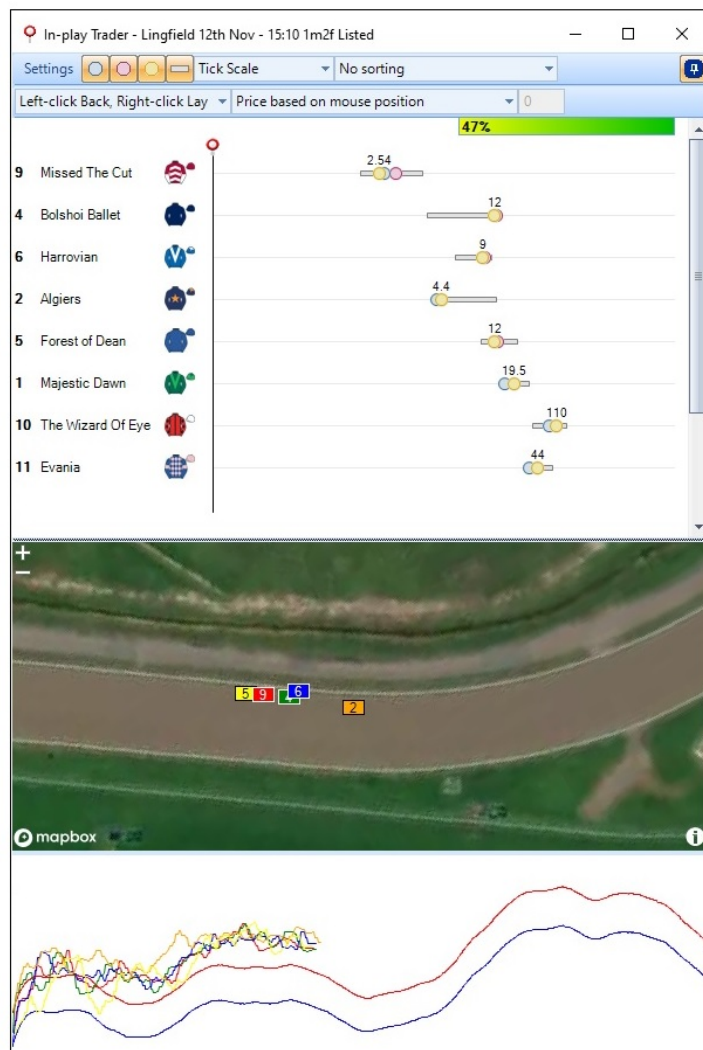 In-play Trader - Lingfield 12th Nov - 15:10 1m2f Listed
Settings Tick Scale No sorting
Left-click Back, Right-click Lay Price based on mouse position 0
47%
9 Missed The Cut 2.54
4 Bolshoi Ballet 12
6 Harrovian 9
2 Algiers 4.4
5 Forest of Dean 12
1 Majestic Dawn 19.5
10 The Wizard Of Eye 110
11 Evania 44
+
−
5 9 6 2
mapbox i